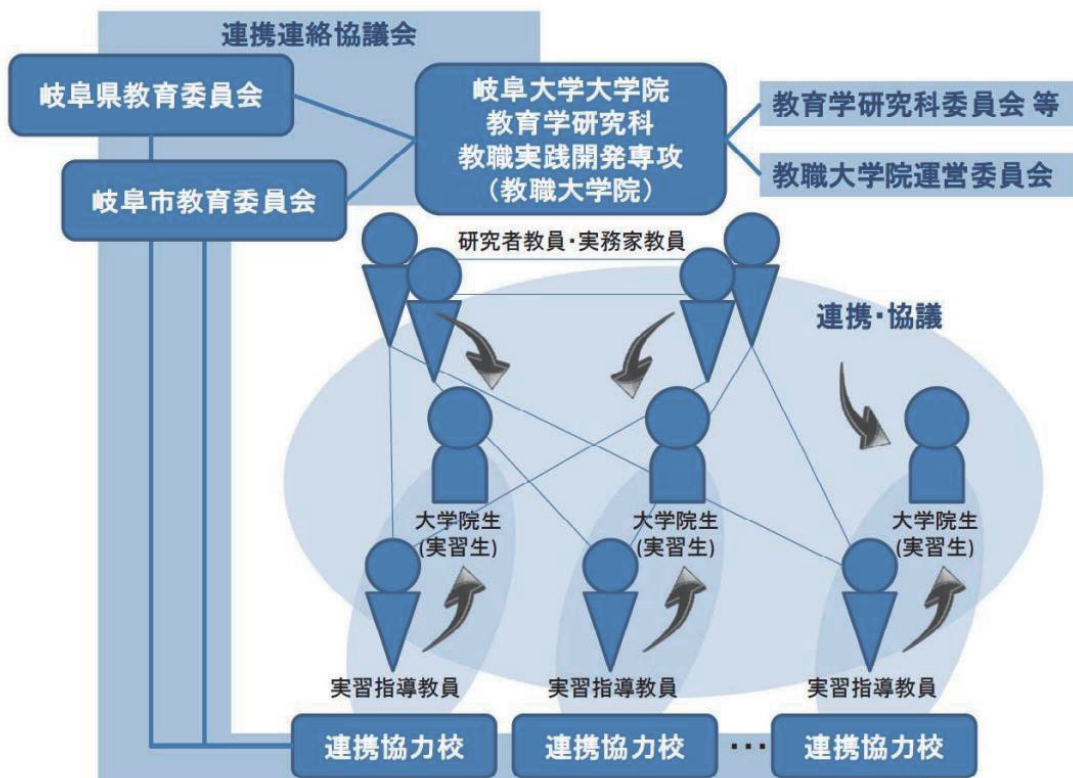 連携連絡協議会
岐阜県教育委員会
岐阜市教育委員会
岐阜大学大学院
教育学研究科
教職実践開発専攻
(教職大学院)
教育学研究科委員会 等
教職大学院運営委員会
研究者教員・実務家教員
連携・協議
大学院生
(実習生)
大学院生
(実習生)
大学院生
(実習生)
実習指導教員
実習指導教員
実習指導教員
連携協力校
連携協力校
…
連携協力校